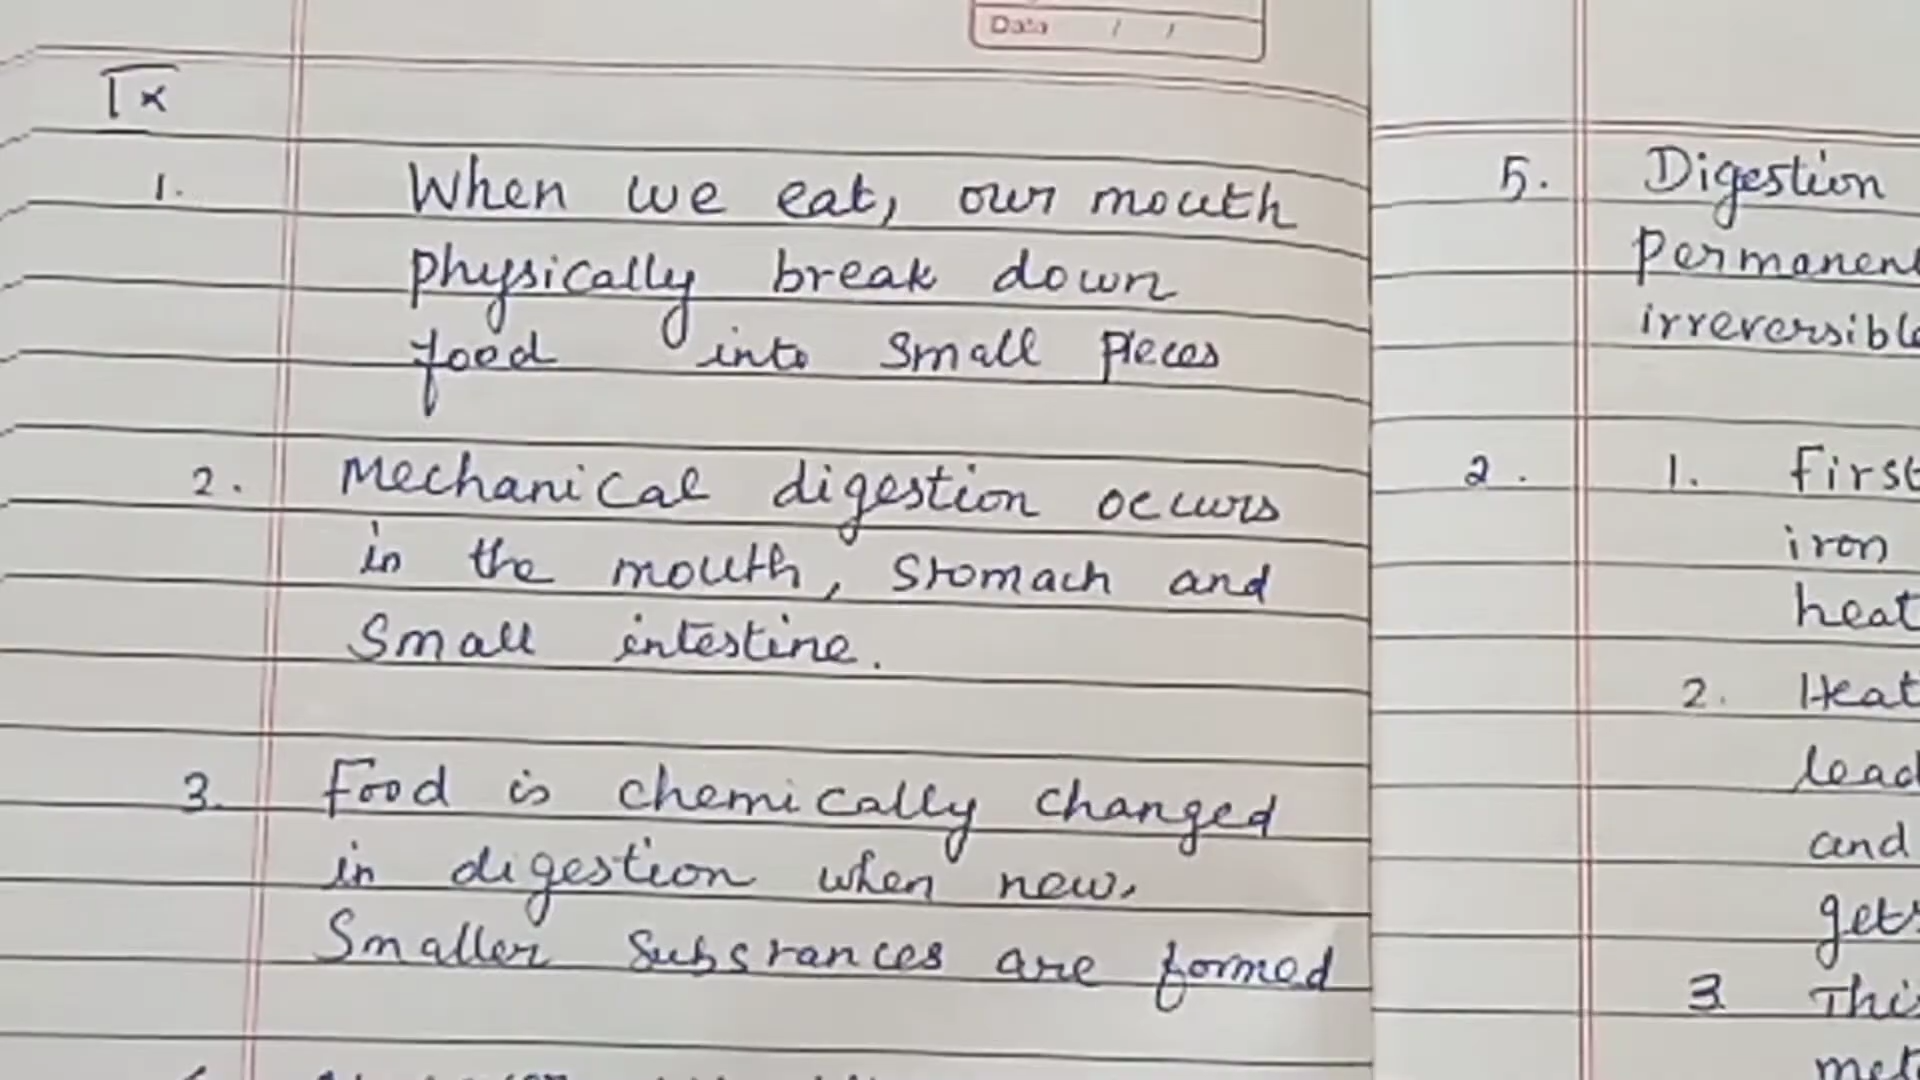 Data / /
Ix
1. When we eat, our mouth
physically break down
food into small pieces
2. Mechanical digestion occurs
in the mouth, stomach and
small intestine.
3. Food is chemically changed
in digestion when new,
Smaller substances are formed
5. Digestion
permanent
irreversible
2. 1. First
iron
heat
2. Heat
lead
and
gets
3 This